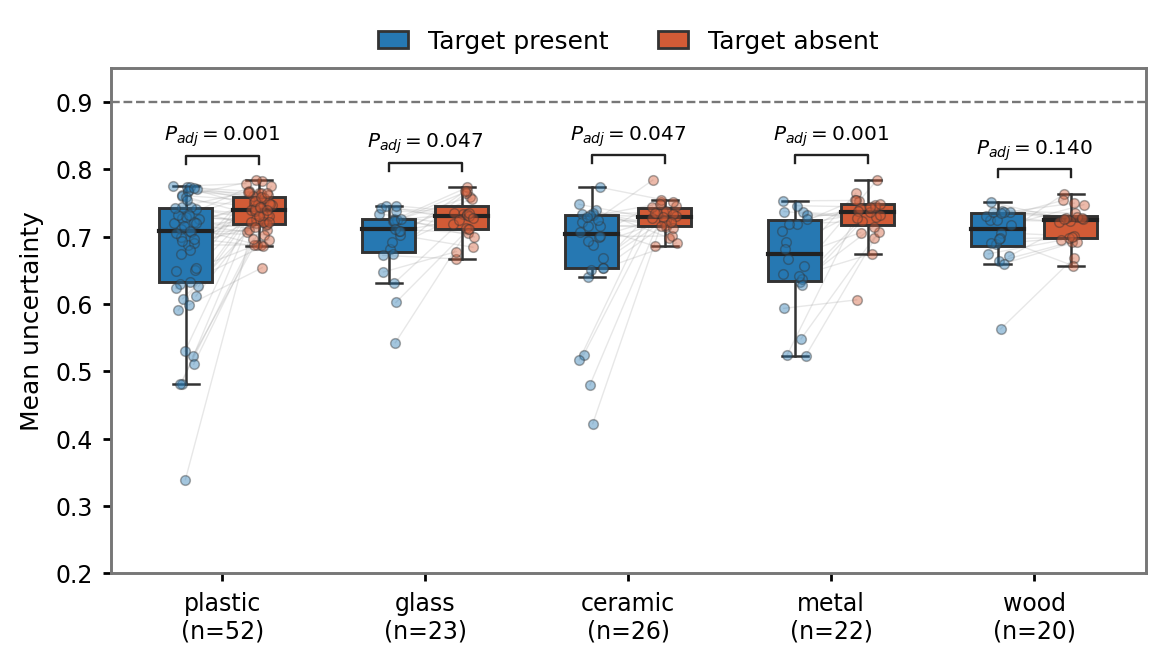 Target present Target absent
Mean uncertainty
0.9
0.8
0.7
0.6
0.5
0.4
0.3
0.2
P_adj = 0.001 P_adj = 0.047 P_adj = 0.047 P_adj = 0.001 P_adj = 0.140
plastic glass ceramic metal wood
(n=52) (n=23) (n=26) (n=22) (n=20)